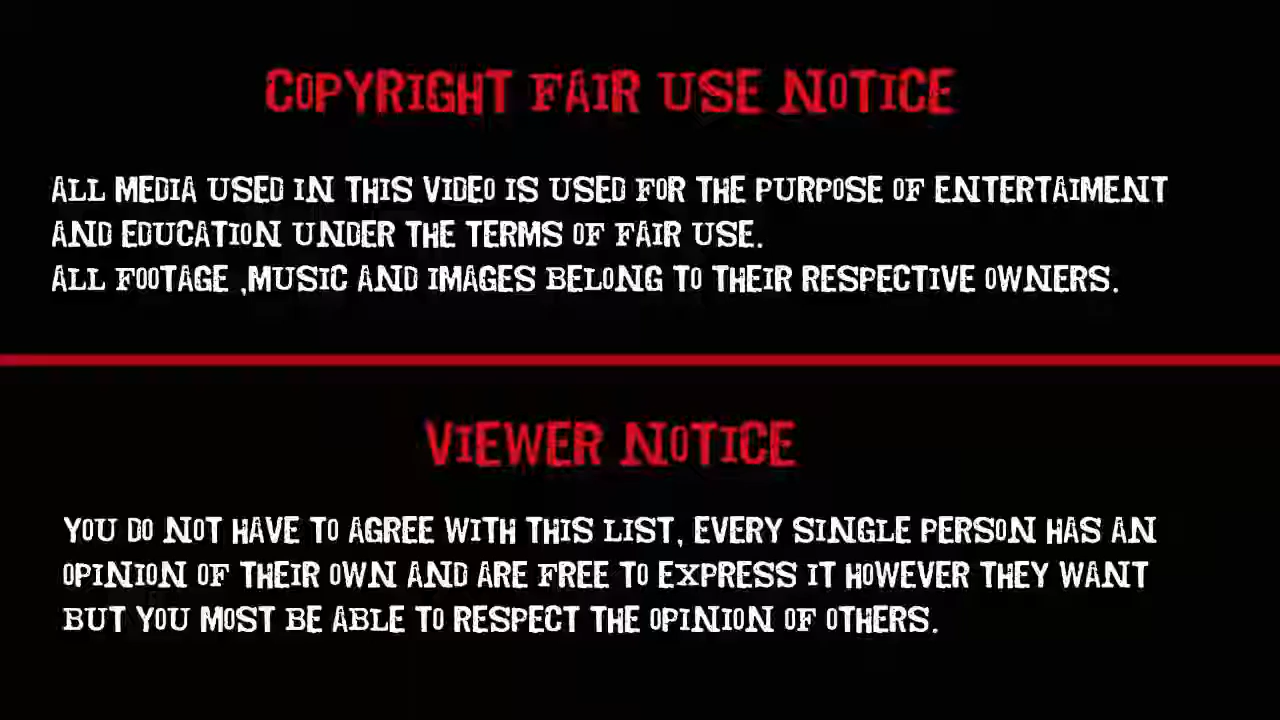 COPYRIGHT FAIR USE NOTICE
ALL MEDIA USED IN THIS VIDEO IS USED FOR THE PURPOSE OF ENTERTAIMENT
AND EDUCATION UNDER THE TERMS OF FAIR USE.
ALL FOOTAGE ,MUSIC AND IMAGES BELONG TO THEIR RESPECTIVE OWNERS.
VIEWER NOTICE
YOU DO NOT HAVE TO AGREE WITH THIS LIST, EVERY SINGLE PERSON HAS AN
OPINION OF THEIR OWN AND ARE FREE TO EXPRESS IT HOWEVER THEY WANT
BUT YOU MOST BE ABLE TO RESPECT THE OPINION OF OTHERS.